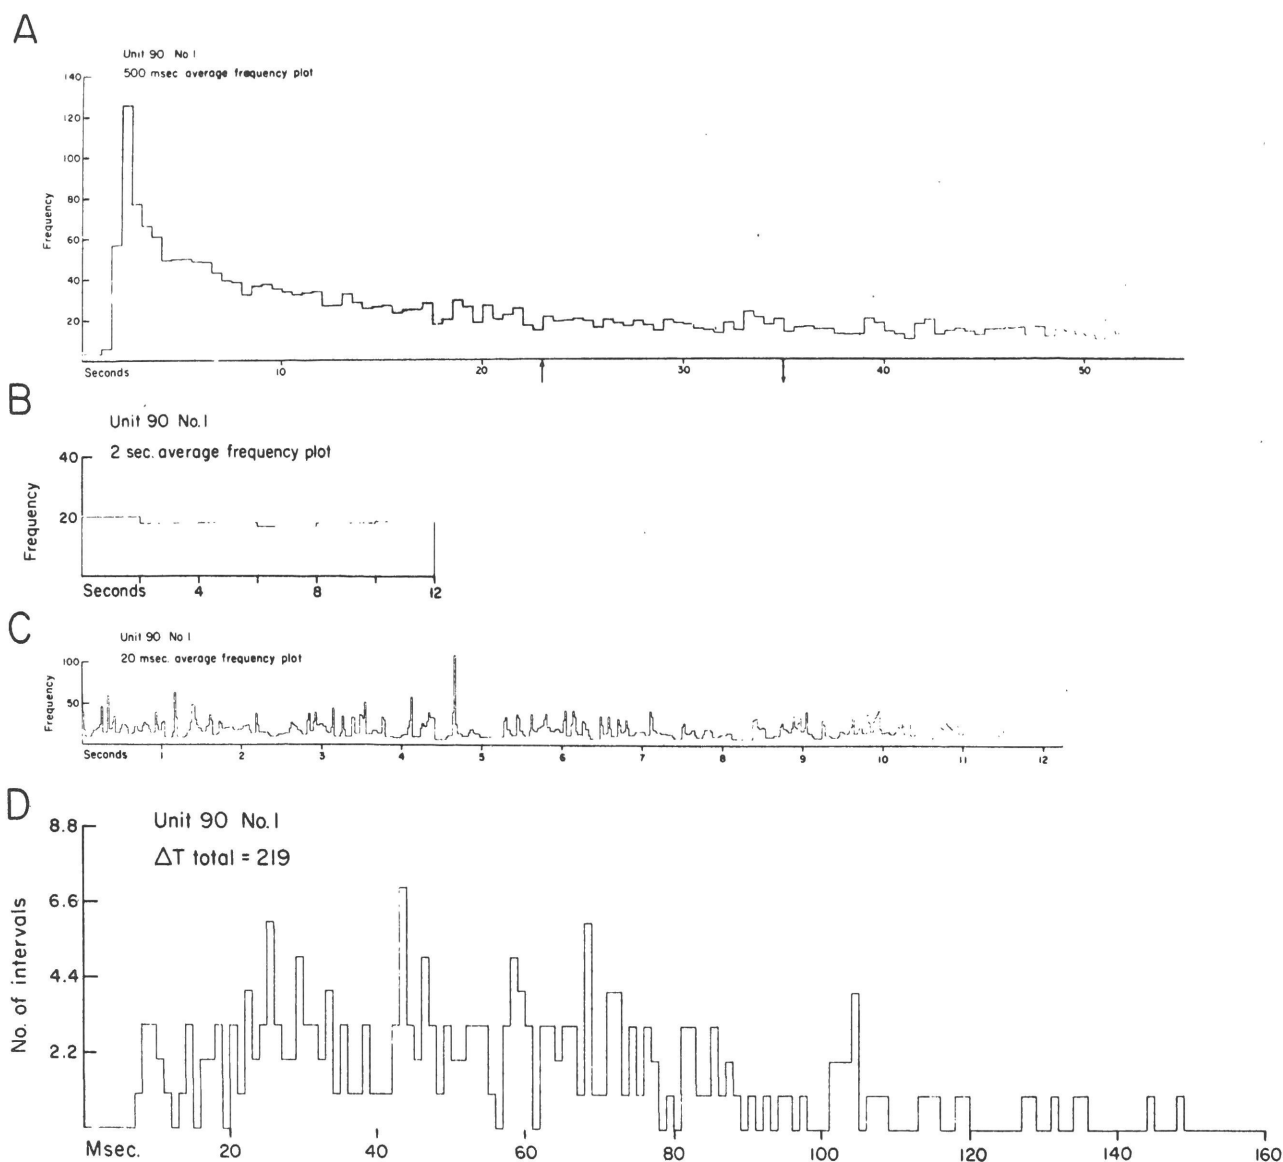 A
Unit 90 No 1
500 msec average frequency plot
140
120
100
80
60
40
20
Frequency
Seconds 10 20 30 40 50
B
Unit 90 No. 1
2 sec. average frequency plot
40
20
Frequency
Seconds 4 8 12
C
Unit 90 No 1
20 msec. average frequency plot
100
50
Frequency
Seconds 1 2 3 4 5 6 7 8 9 10 11 12
D
Unit 90 No. 1
ΔT total = 219
8.8
6.6
4.4
2.2
No. of intervals
Msec. 20 40 60 80 100 120 140 160